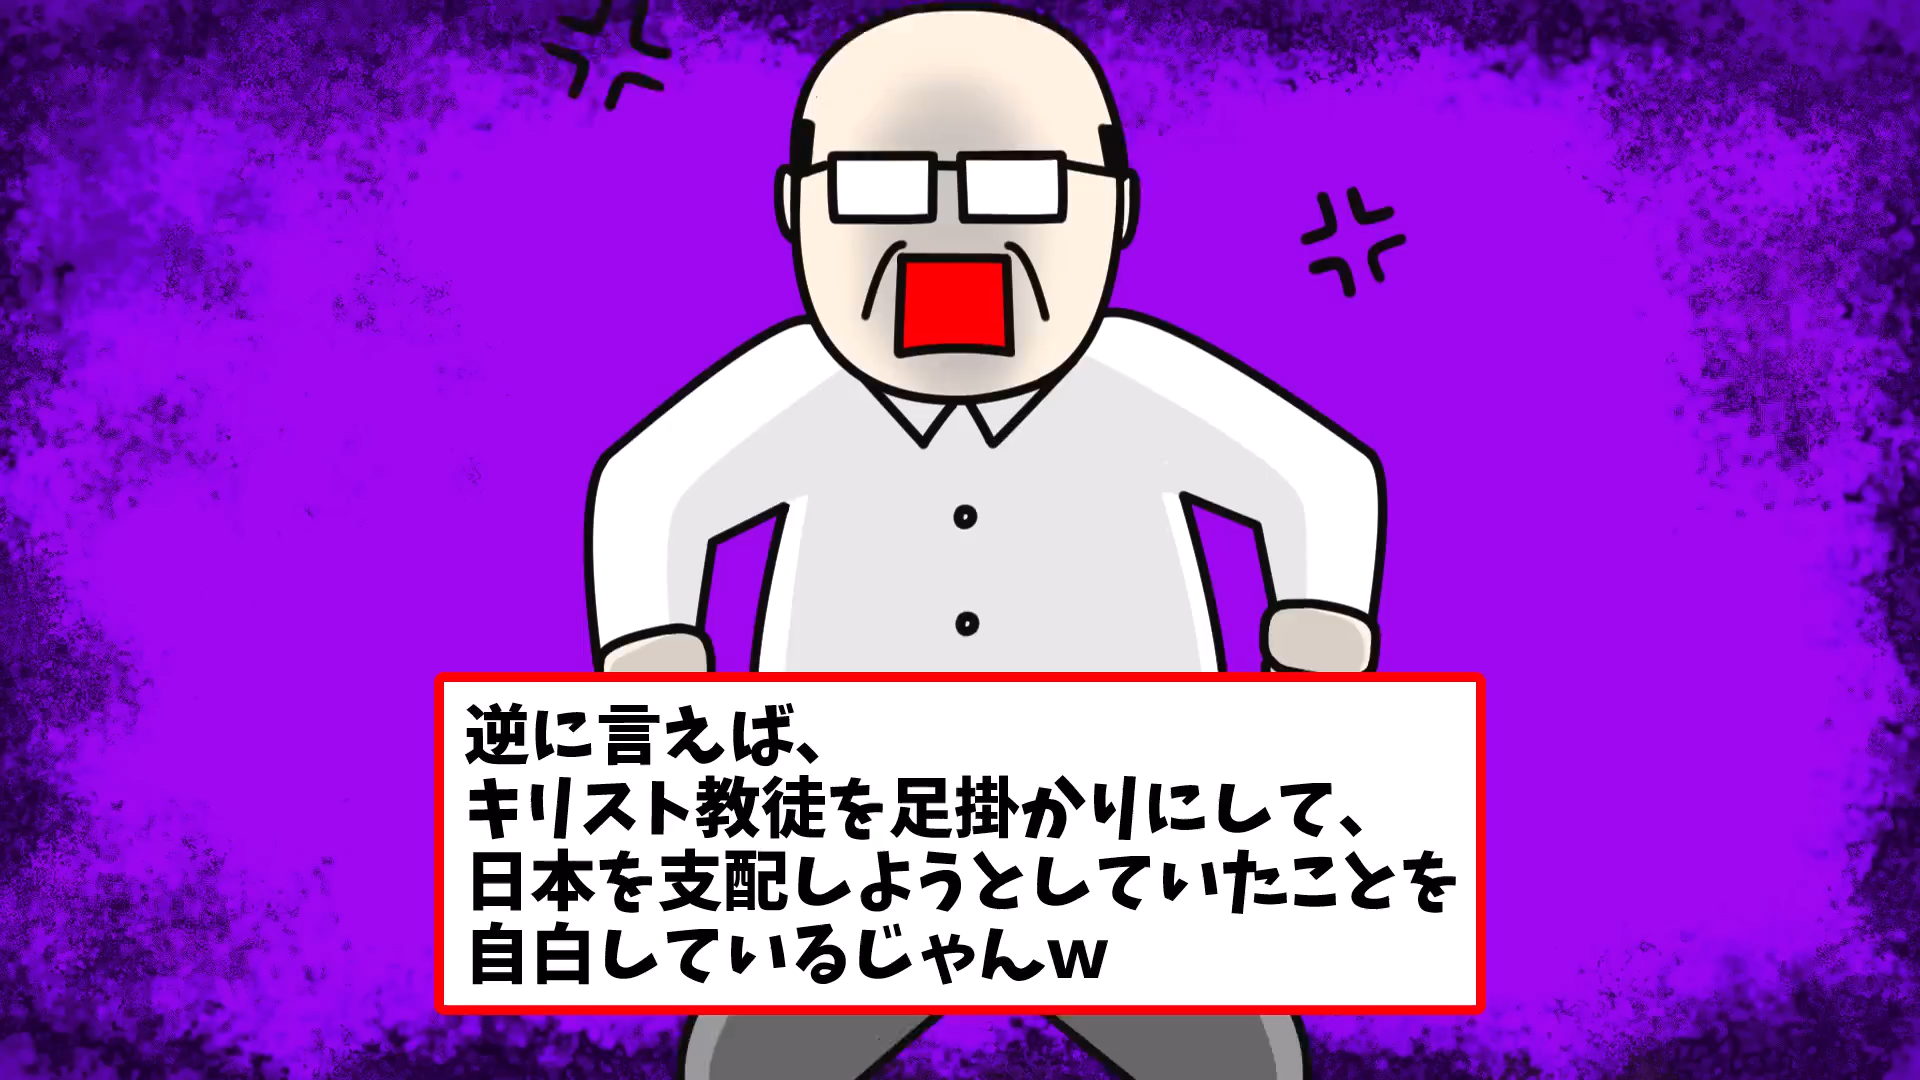 逆に言えば、
キリスト教徒を足掛かりにして、
日本を支配しようとしていたことを
自白しているじゃんw